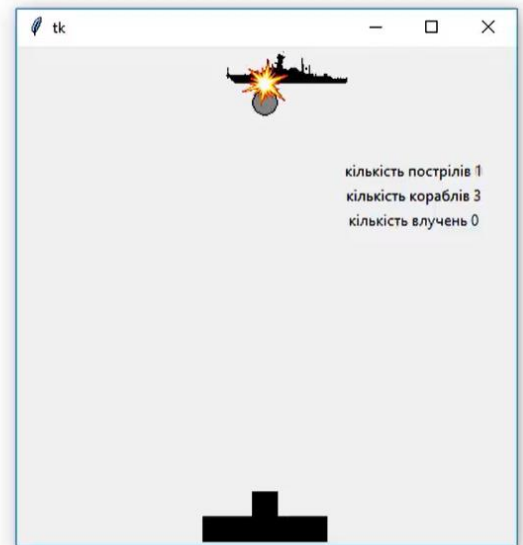 tk
кількість пострілів 1
кількість кораблів 3
кількість влучень 0